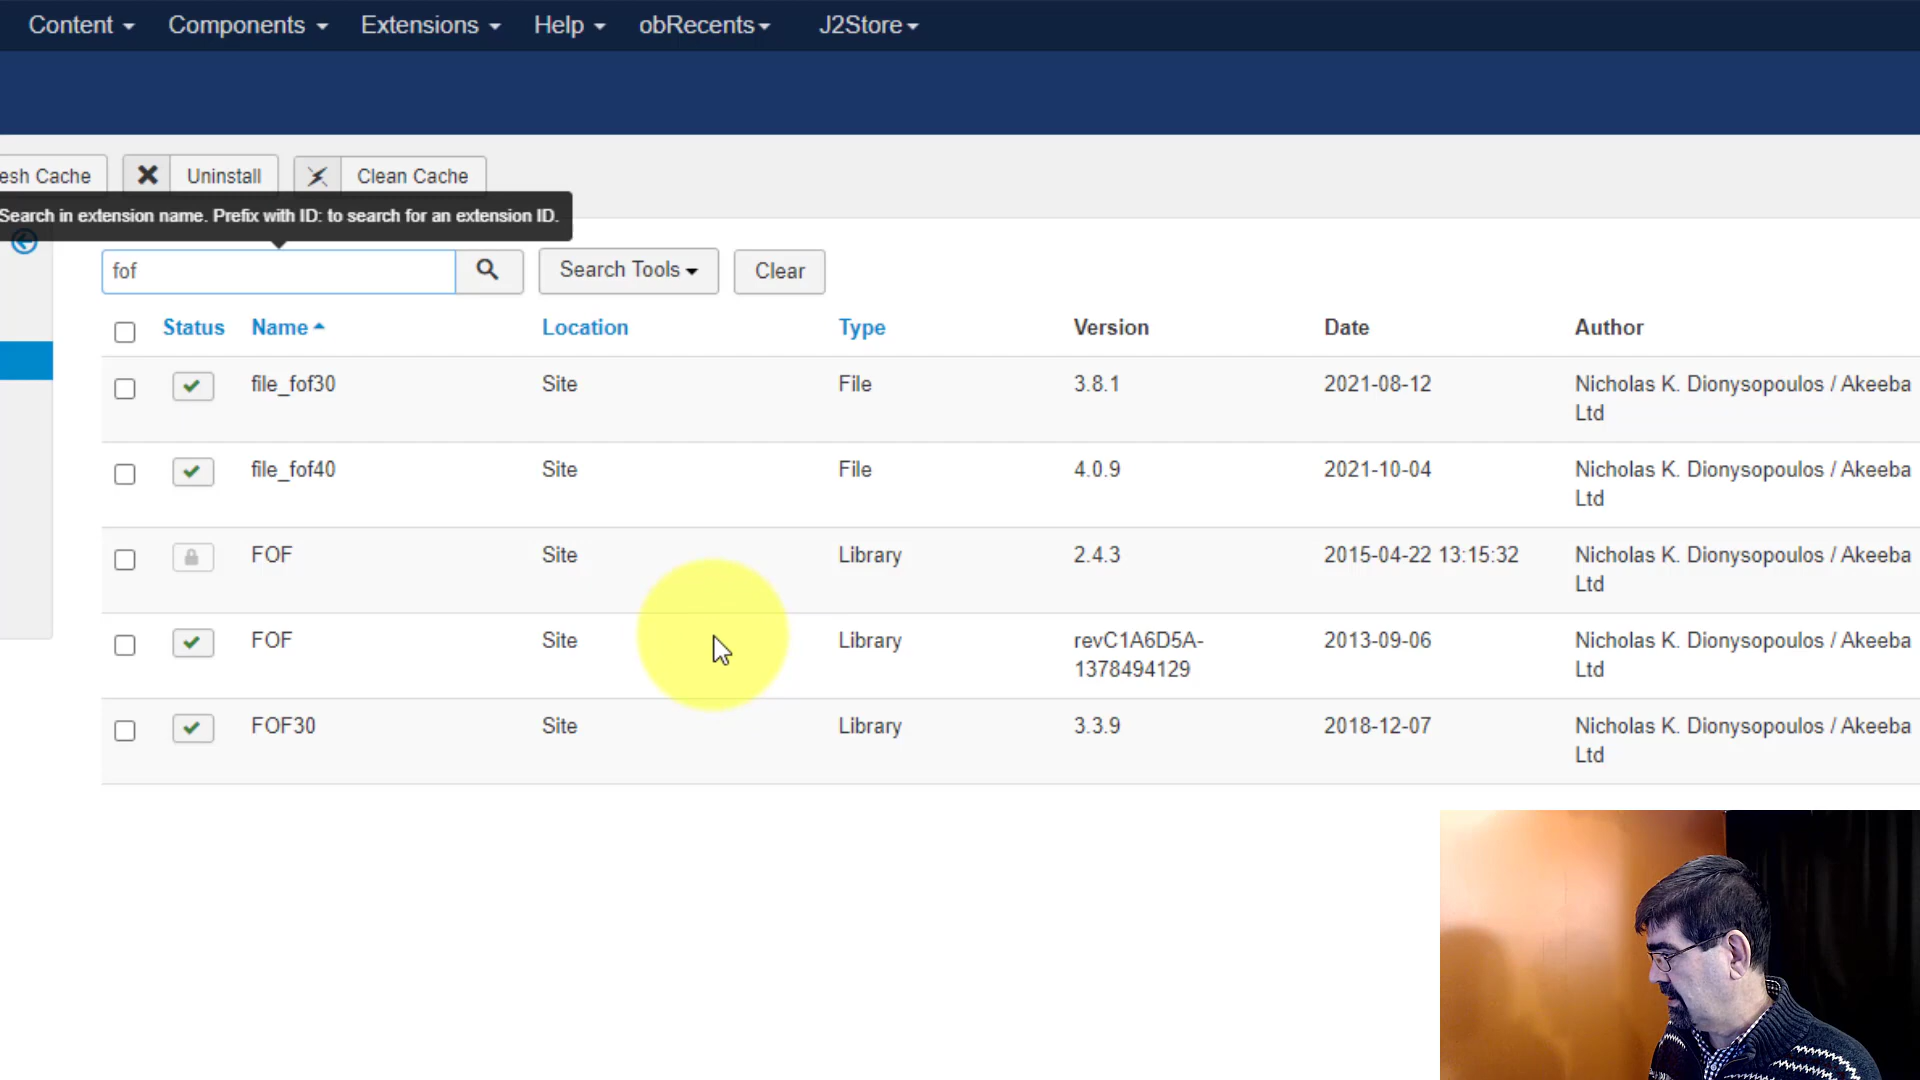 Content Components Extensions Help obRecents J2Store
esh Cache Uninstall Clean Cache
Search in extension name. Prefix with ID: to search for an extension ID.
fof Search Tools Clear
Status Name Location Type Version Date Author
file_fof30 Site File 3.8.1 2021-08-12 Nicholas K. Dionysopoulos / Akeeba
Ltd
file_fof40 Site File 4.0.9 2021-10-04 Nicholas K. Dionysopoulos / Akeeba
Ltd
FOF Site Library 2.4.3 2015-04-22 13:15:32 Nicholas K. Dionysopoulos / Akeeba
Ltd
FOF Site Library revC1A6D5A- 2013-09-06 Nicholas K. Dionysopoulos / Akeeba
1378494129 Ltd
FOF30 Site Library 3.3.9 2018-12-07 Nicholas K. Dionysopoulos / Akeeba
Ltd